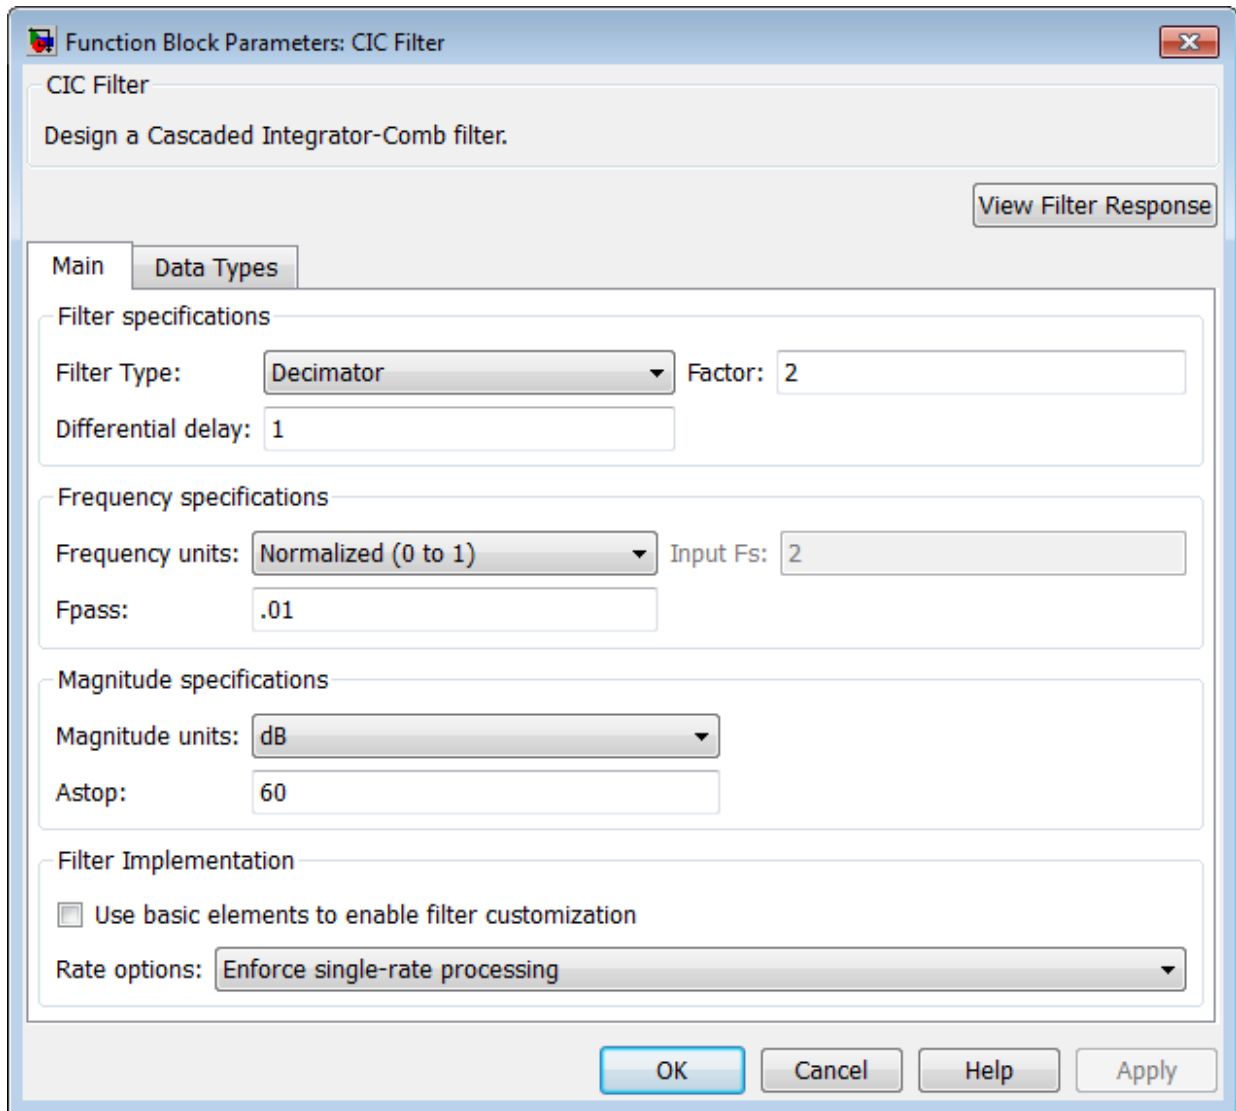 Function Block Parameters: CIC Filter
CIC Filter
Design a Cascaded Integrator-Comb filter.
View Filter Response
Main Data Types
Filter specifications
Filter Type: Decimator Factor: 2
Differential delay: 1
Frequency specifications
Frequency units: Normalized (0 to 1) Input Fs: 2
Fpass: .01
Magnitude specifications
Magnitude units: dB
Astop: 60
Filter Implementation
Use basic elements to enable filter customization
Rate options: Enforce single-rate processing
OK Cancel Help Apply